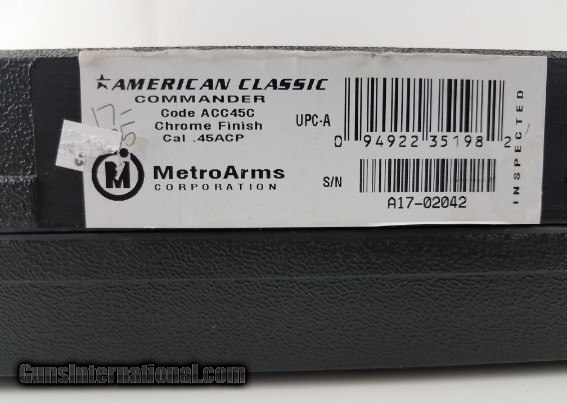 AMERICAN CLASSIC
COMMANDER
Code ACC45C
Chrome Finish
Cal .45ACP
M MetroArms
CORPORATION
UPC-A
0 94922 35198 2
S/N
A17-02042
INSPECTED
GunsInternational.com